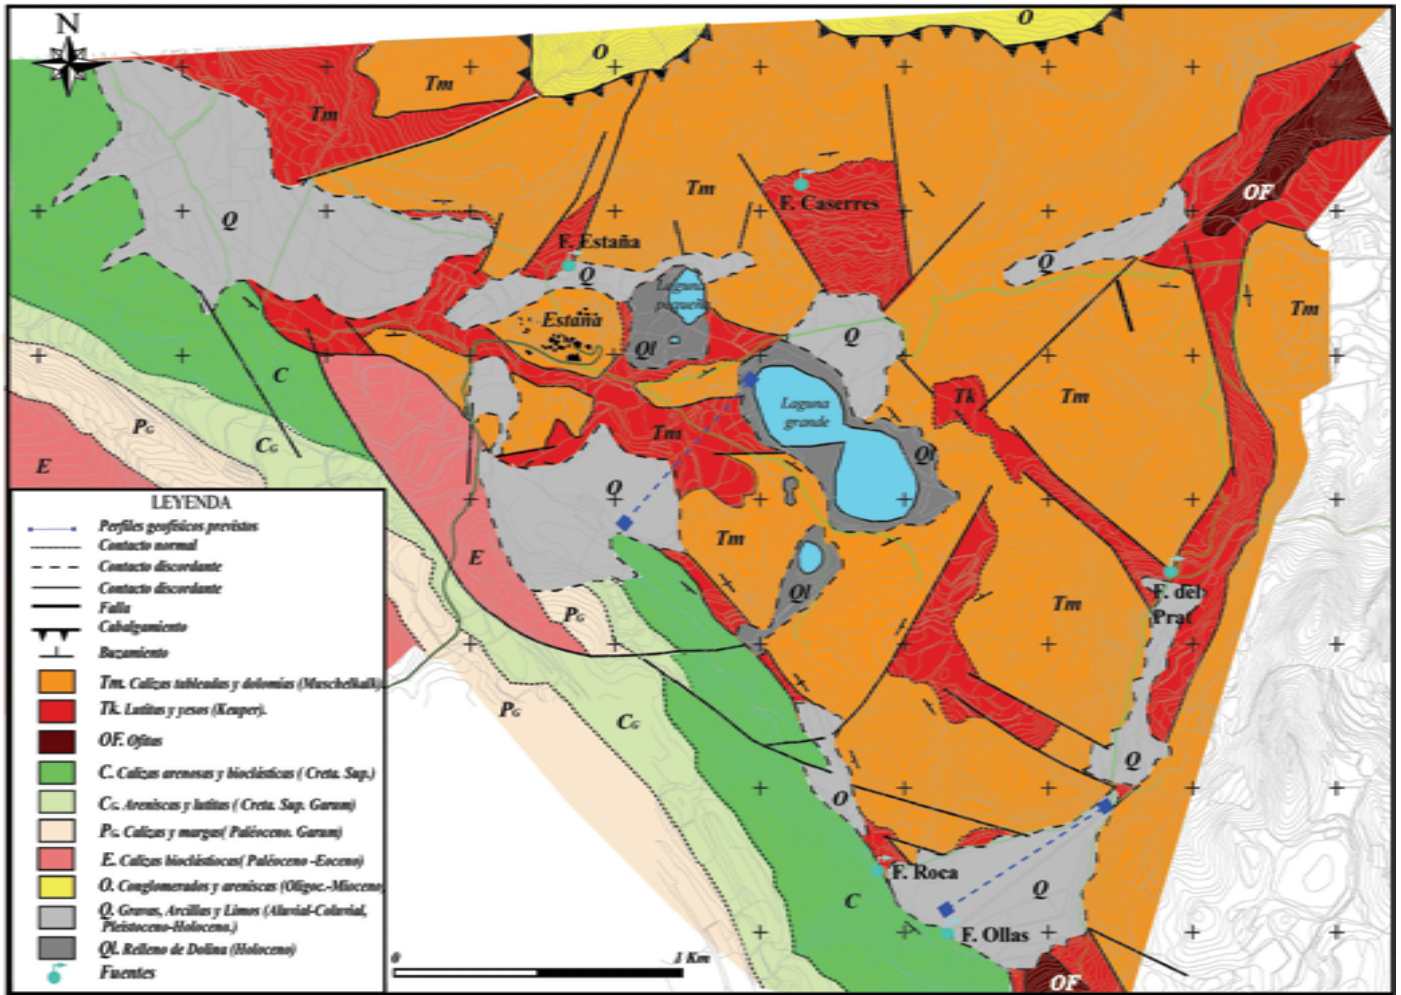 N
O
O
Tm
Tm
Tm
OF
F. Caserres
Q
F. Estaña
Q
Q
Laguna
pequeña
Tm
Estaña
Ql
Q
C
Laguna
grande
Tk
Tm
PG
CG
Tm
E
Ql
Q
Tm
E
Ql
Tm
F. del
Prat
PG
PG
CG
Q
Q
F. Roca
Q
C
F. Ollas
OF
LEYENDA
Perfiles geofísicos previstos
Contacto normal
Contacto discordante
Contacto discordante
Falla
Cabalgamiento
Buzamiento
Tm. Calizas tableadas y dolomías (Muschelkalk)
Tk. Lutitas y yesos (Keuper).
OF. Ofitas
C. Calizas arenosas y bioclásticas ( Creta. Sup.)
CG. Areniscas y lutitas ( Creta. Sup. Garum)
PG. Calizas y margas( Paléoceno. Garum)
E. Calizas bioclástiocas( Paléoceno -Eoceno)
O. Conglomerados y areniscas (Oligoc.-Mioceno)
Q. Gravas, Arcillas y Limos (Aluvial-Coluvial,
Pleistoceno-Holoceno.)
Ql. Relleno de Dolina (Holoceno)
Fuentes
0
1 Km